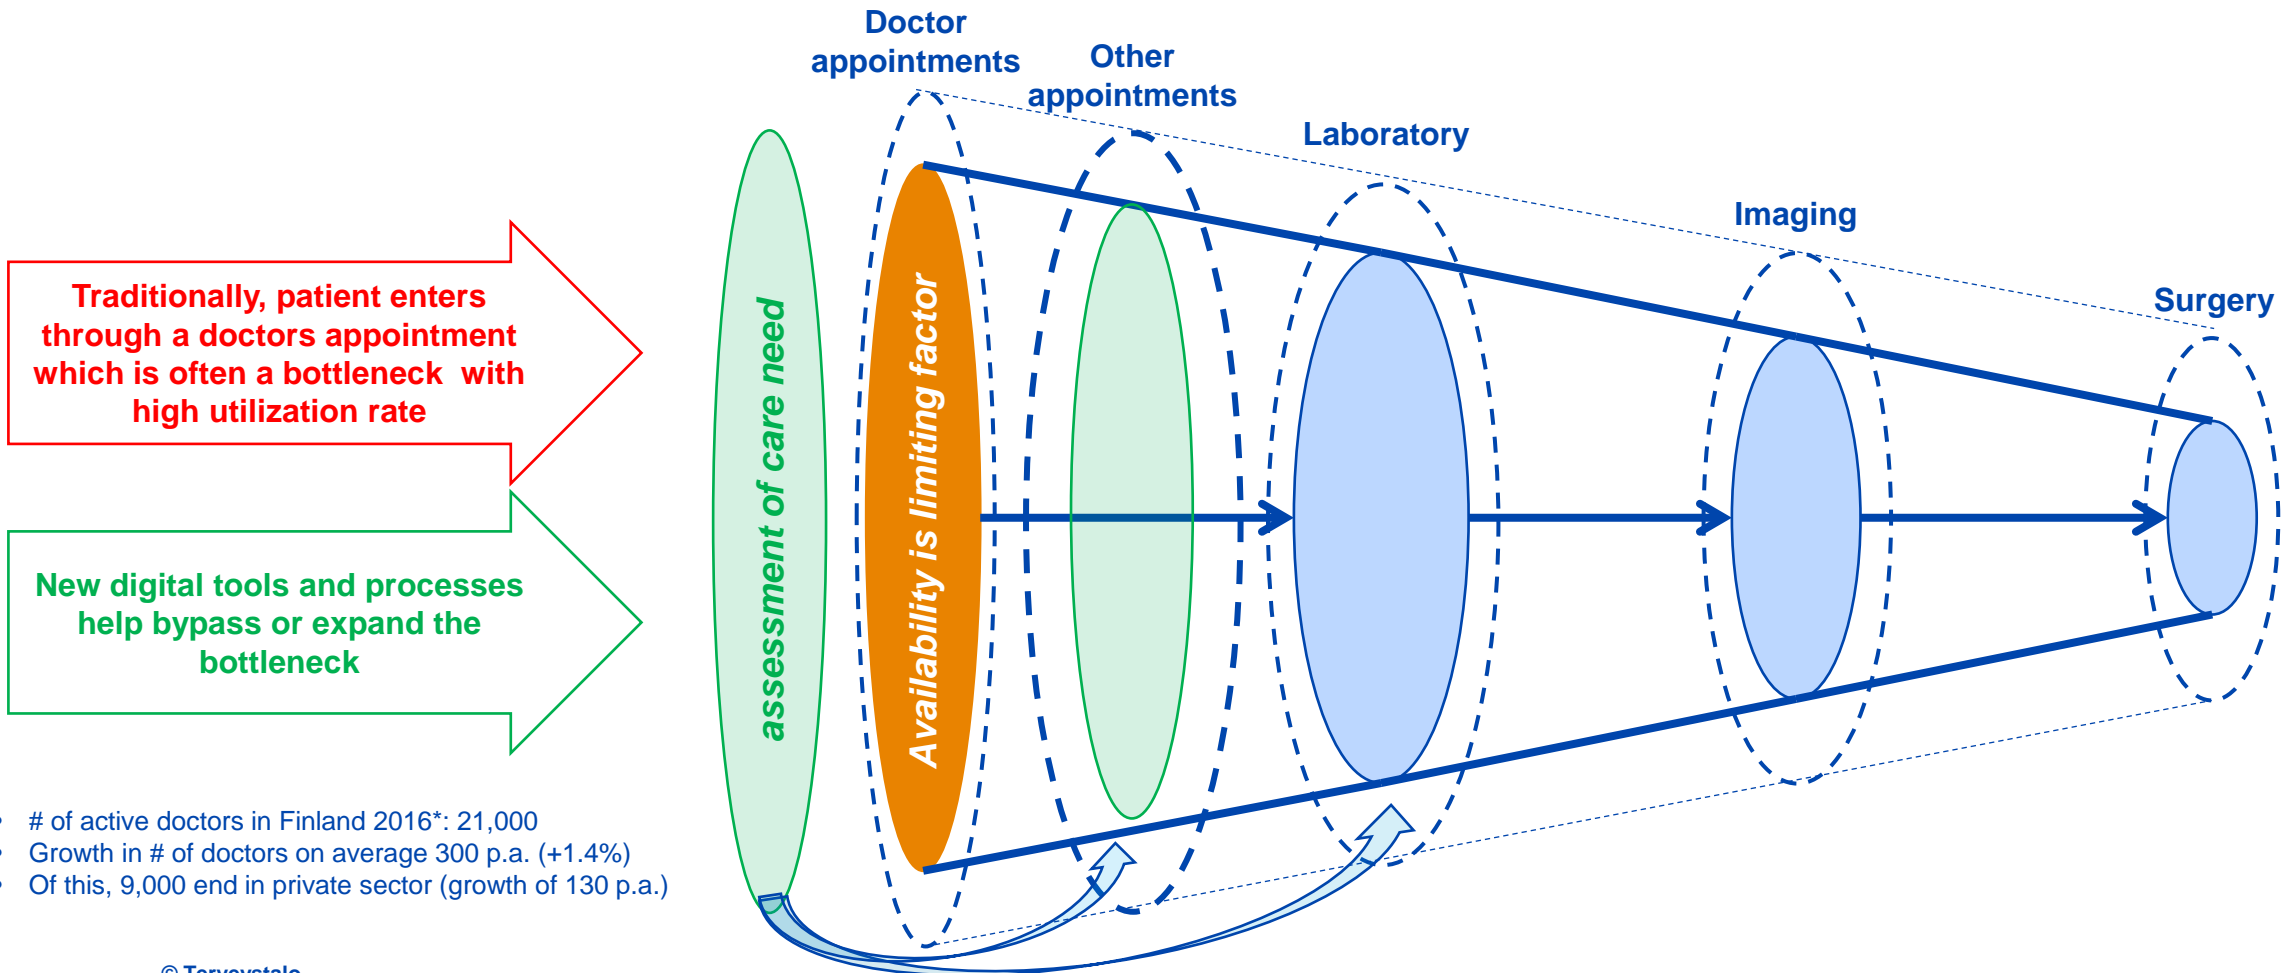 Doctor
appointments
Other
appointments
Laboratory
Imaging
Surgery
Traditionally, patient enters
through a doctors appointment
which is often a bottleneck with
high utilization rate
New digital tools and processes
help bypass or expand the
bottleneck
assessment of care need
Availability is limiting factor
• # of active doctors in Finland 2016*: 21,000
• Growth in # of doctors on average 300 p.a. (+1.4%)
• Of this, 9,000 end in private sector (growth of 130 p.a.)
© Terveystalo